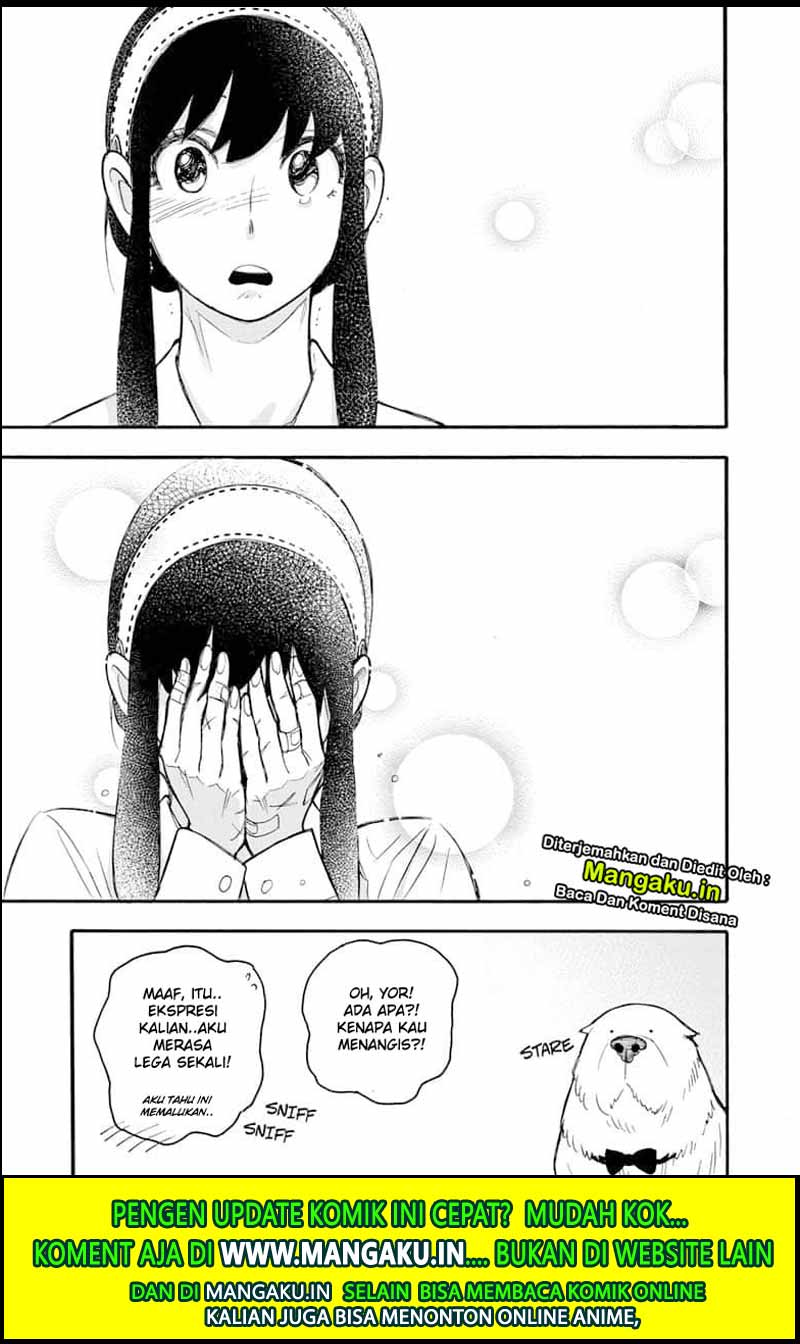 Diterjemahkan dan Diedit Oleh :
Mangaku.in
Baca Dan Koment Disana
OH, YOR!
ADA APA?!
KENAPA KAU
MENANGIS?!
MAAF, ITU..
EKSPRESI
KALIAN..AKU
MERASA
LEGA SEKALI!
AKU TAHU INI
MEMALUKAN..
STARE
SNIFF
SNIFF
PENGEN UPDATE KOMIK INI CEPAT? MUDAH KOK...
KOMENT AJA DI WWW.MANGAKU.IN.... BUKAN DI WEBSITE LAIN
DAN DI MANGAKU.IN SELAIN BISA MEMBACA KOMIK ONLINE
KALIAN JUGA BISA MENONTON ONLINE ANIME,